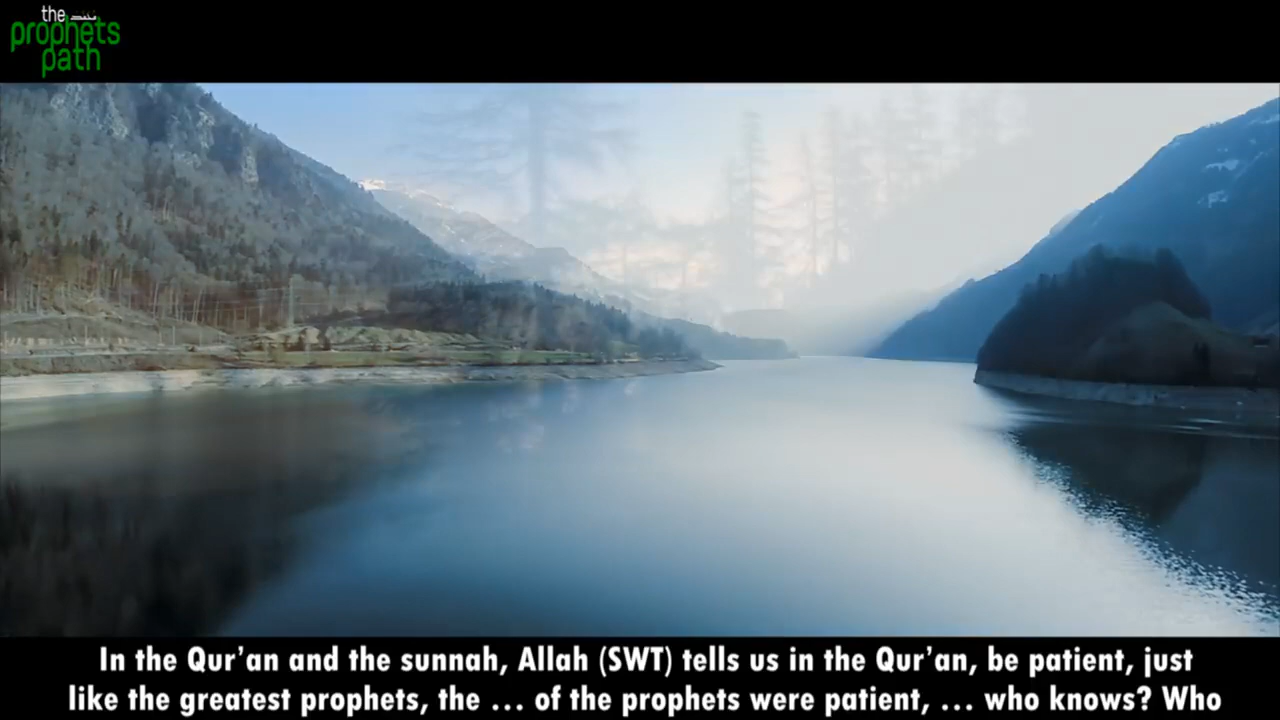 the
prophets
path
In the Qur’an and the sunnah, Allah (SWT) tells us in the Qur’an, be patient, just
like the greatest prophets, the ... of the prophets were patient, ... who knows? Who